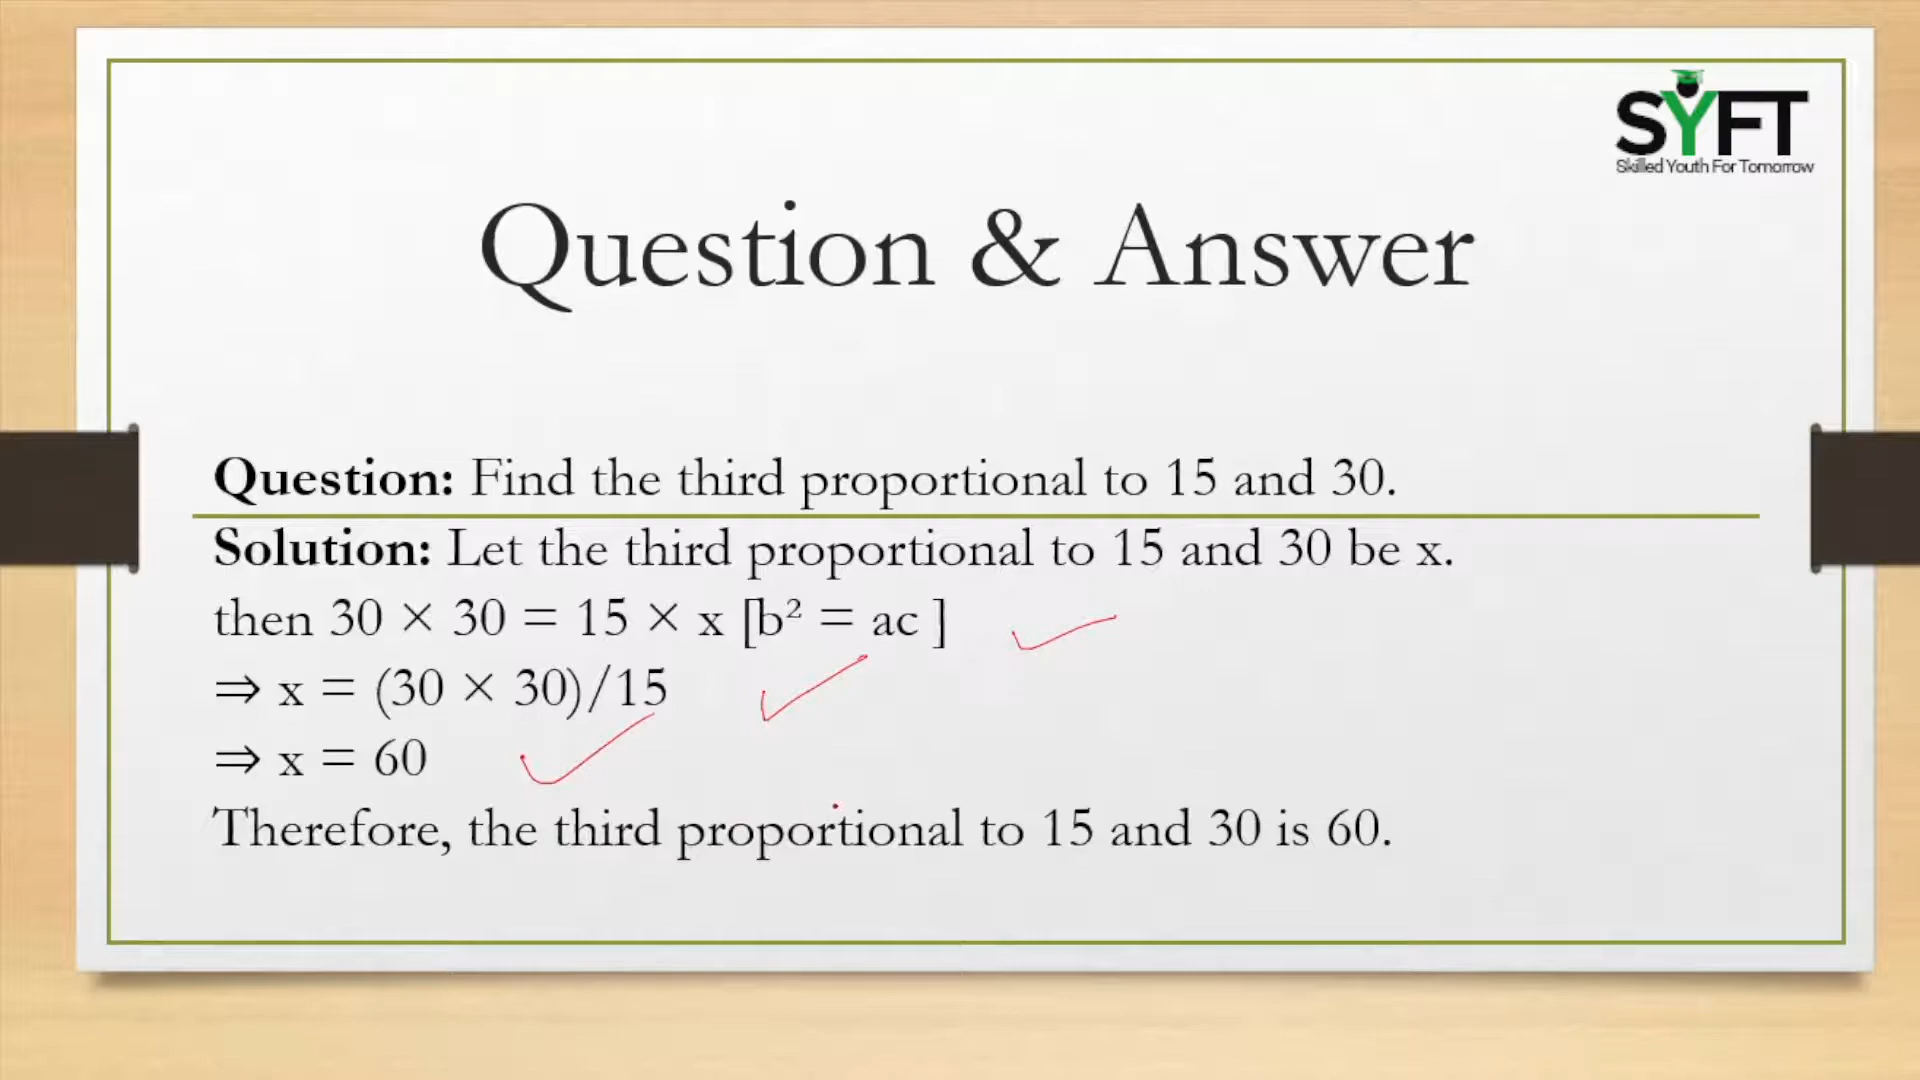 SYFT
Skilled Youth For Tomorrow
Question & Answer
Question: Find the third proportional to 15 and 30.
Solution: Let the third proportional to 15 and 30 be x.
then 30 × 30 = 15 × x [b² = ac ]
⇒ x = (30 × 30)/15
⇒ x = 60
Therefore, the third proportional to 15 and 30 is 60.